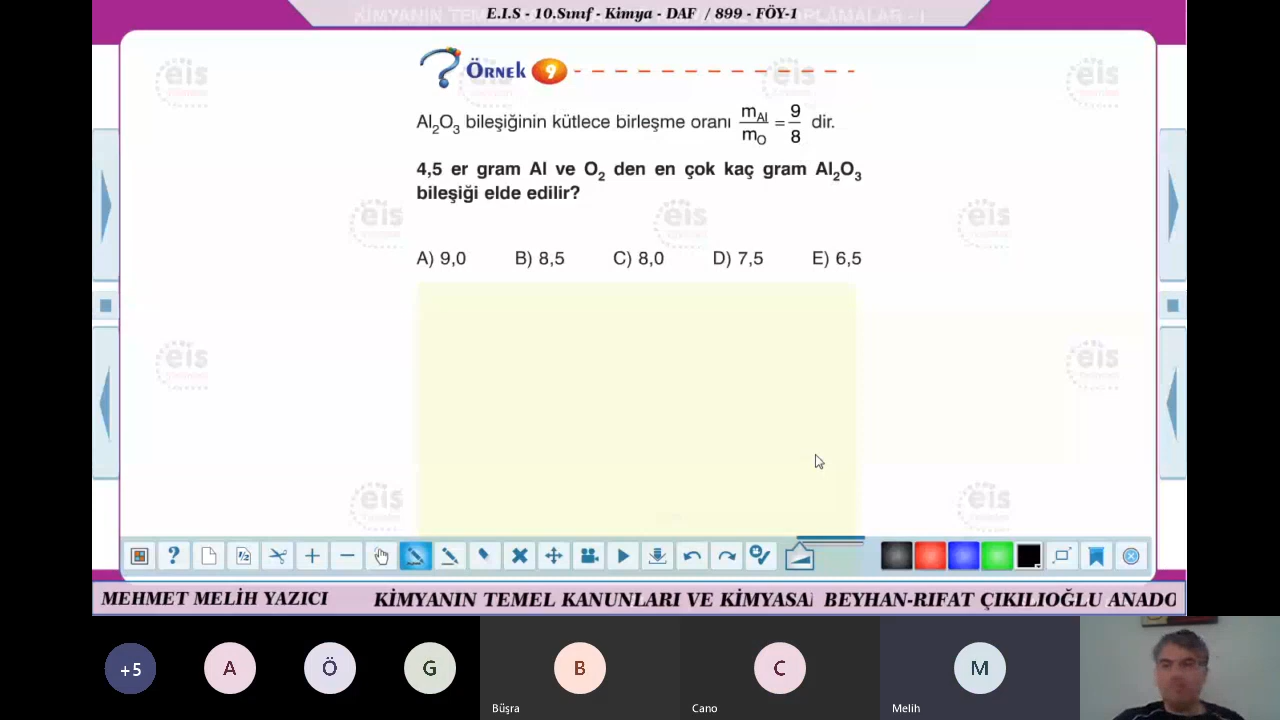 E.I.S - 10.Sınıf - Kimya - DAF / 899 - FÖY-1
ÖRNEK 9
Al2O3 bileşiğinin kütlece birleşme oranı mAl/mO = 9/8 dir.
4,5 er gram Al ve O2 den en çok kaç gram Al2O3
bileşiği elde edilir?
A) 9,0 B) 8,5 C) 8,0 D) 7,5 E) 6,5
eis
MEHMET MELİH YAZICI KİMYANIN TEMEL KANUNLARI VE KİMYASA BEYHAN-RIFAT ÇIKILIOĞLU ANADO
+5 A Ö G B C M
Büşra Cano Melih